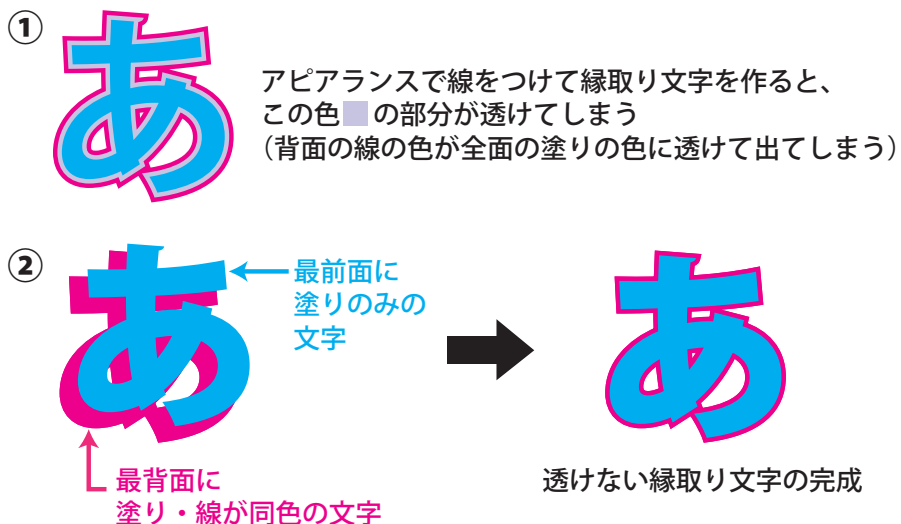 ①
あ
アピアランスで線をつけて縁取り文字を作ると、
この色 の部分が透けてしまう
（背面の線の色が全面の塗りの色に透けて出てしまう）
②
あ
最前面に
塗りのみの
文字
最背面に
塗り・線が同色の文字
あ
透けない縁取り文字の完成